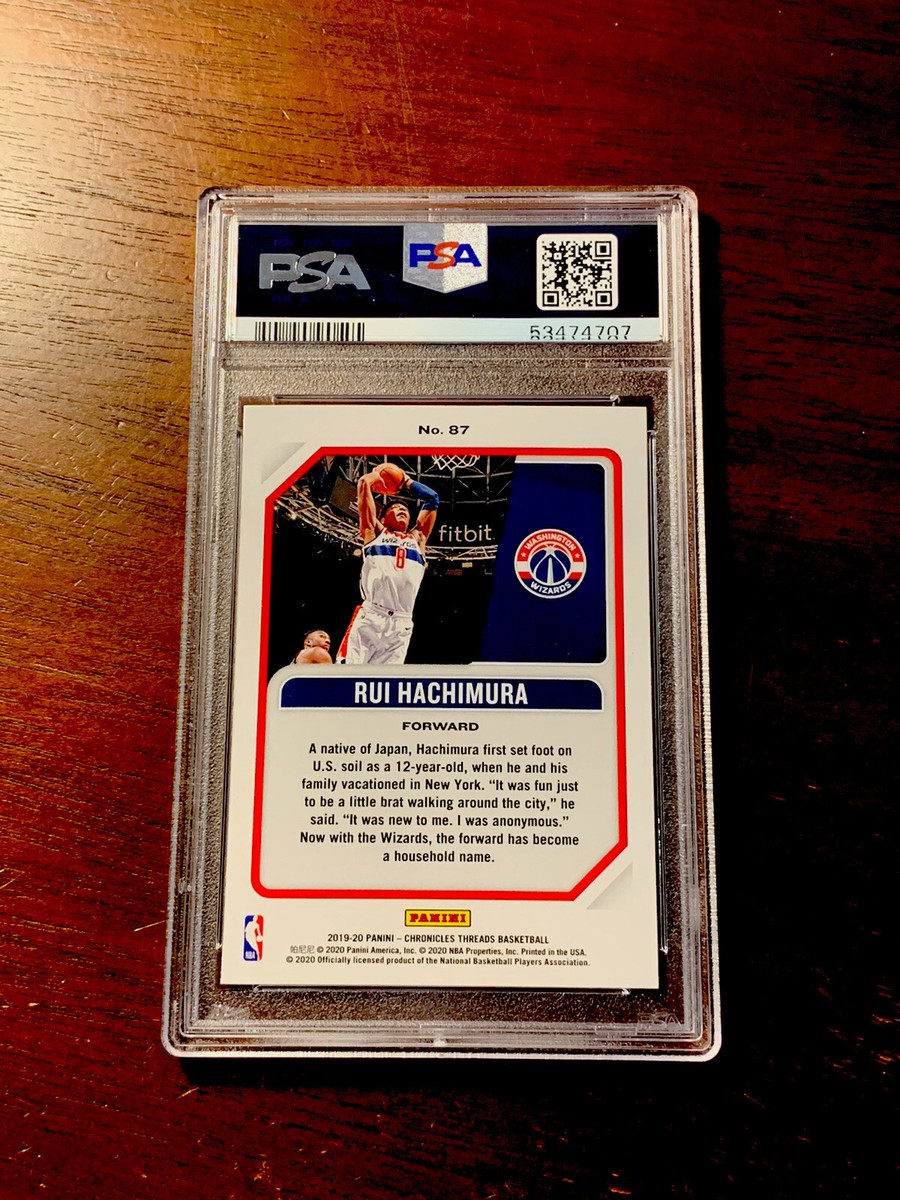 PSA
PSA
53474707
No. 87
fitbit
WIZARDS
8
WASHINGTON
WIZARDS
RUI HACHIMURA
FORWARD
A native of Japan, Hachimura first set foot on
U.S. soil as a 12-year-old, when he and his
family vacationed in New York. “It was fun just
to be a little brat walking around the city,” he
said. “It was new to me. I was anonymous.”
Now with the Wizards, the forward has become
a household name.
PANINI
NBA
2019-20 PANINI – CHRONICLES THREADS BASKETBALL
帕尼尼 © 2020 Panini America, Inc. © 2020 NBA Properties, Inc. Printed in the USA.
© 2020 Officially licensed product of the National Basketball Players Association.
PSA